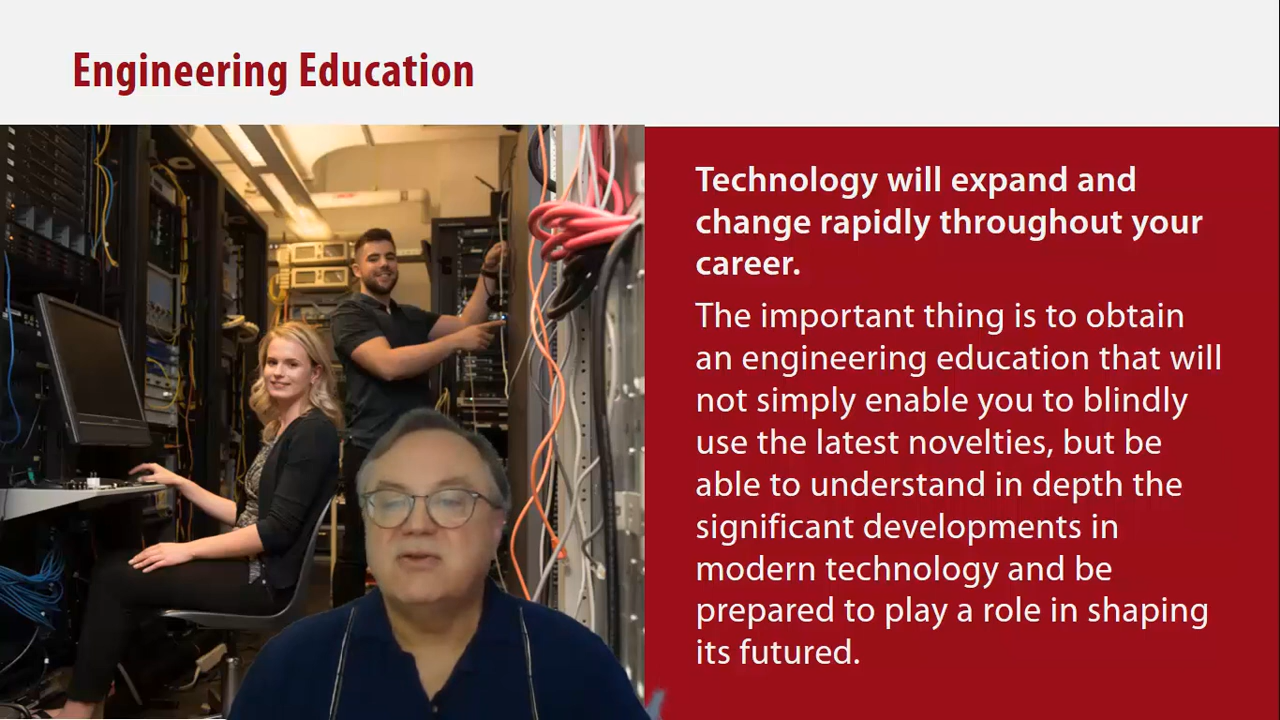 Engineering Education
Technology will expand and
change rapidly throughout your
career.
The important thing is to obtain
an engineering education that will
not simply enable you to blindly
use the latest novelties, but be
able to understand in depth the
significant developments in
modern technology and be
prepared to play a role in shaping
its futured.